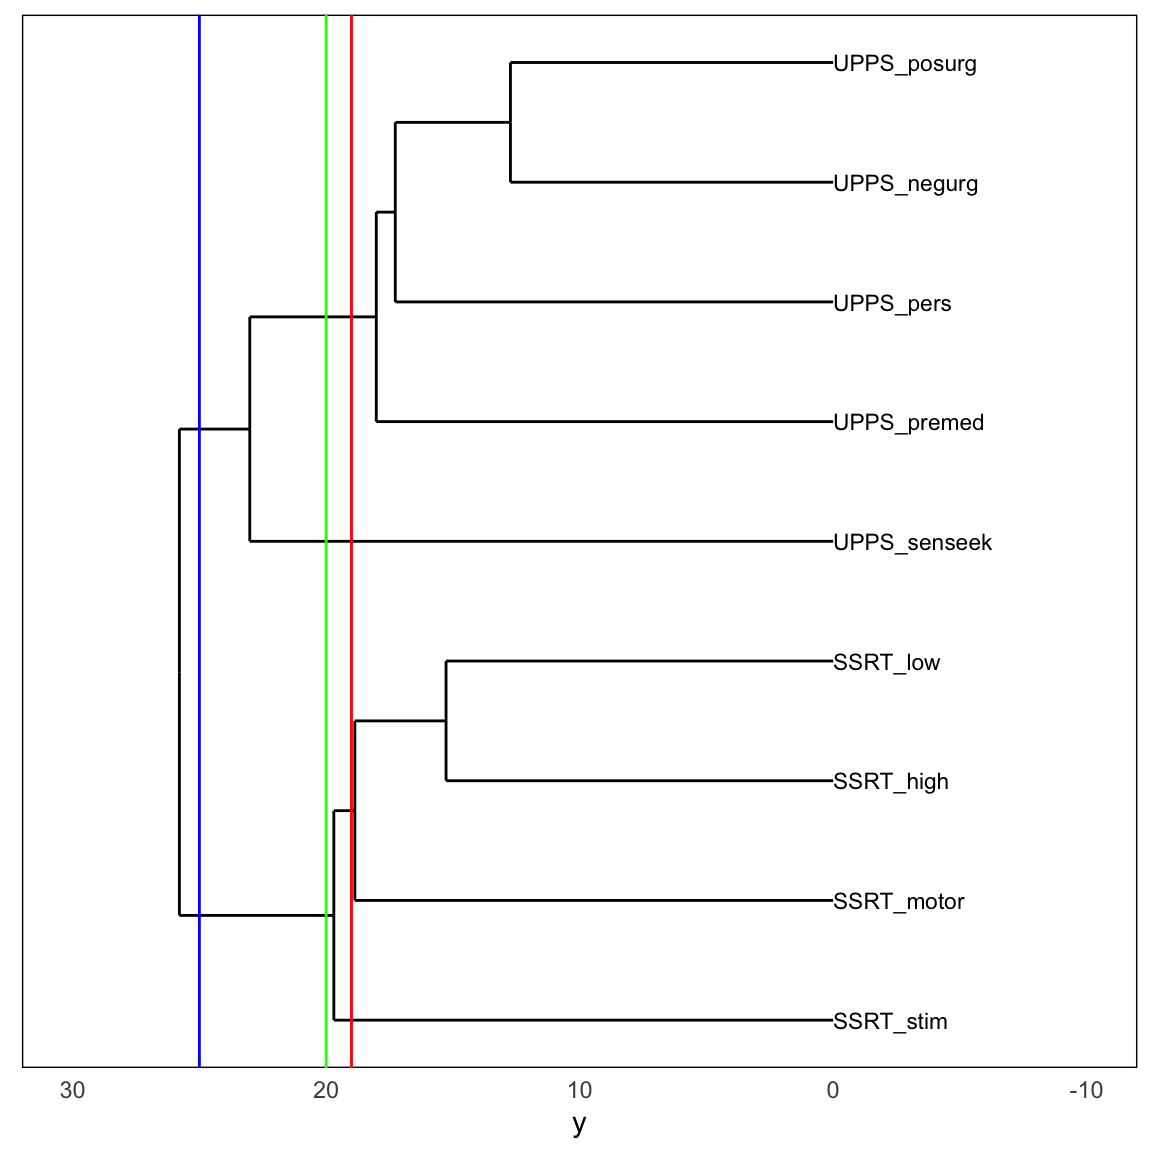 UPPS_posurg
UPPS_negurg
UPPS_pers
UPPS_premed
UPPS_senseek
SSRT_low
SSRT_high
SSRT_motor
SSRT_stim
30 20 10 0 -10
y